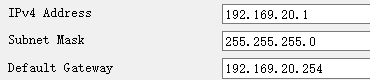 IPv4 Address 192.169.20.1
Subnet Mask 255.255.255.0
Default Gateway 192.169.20.254